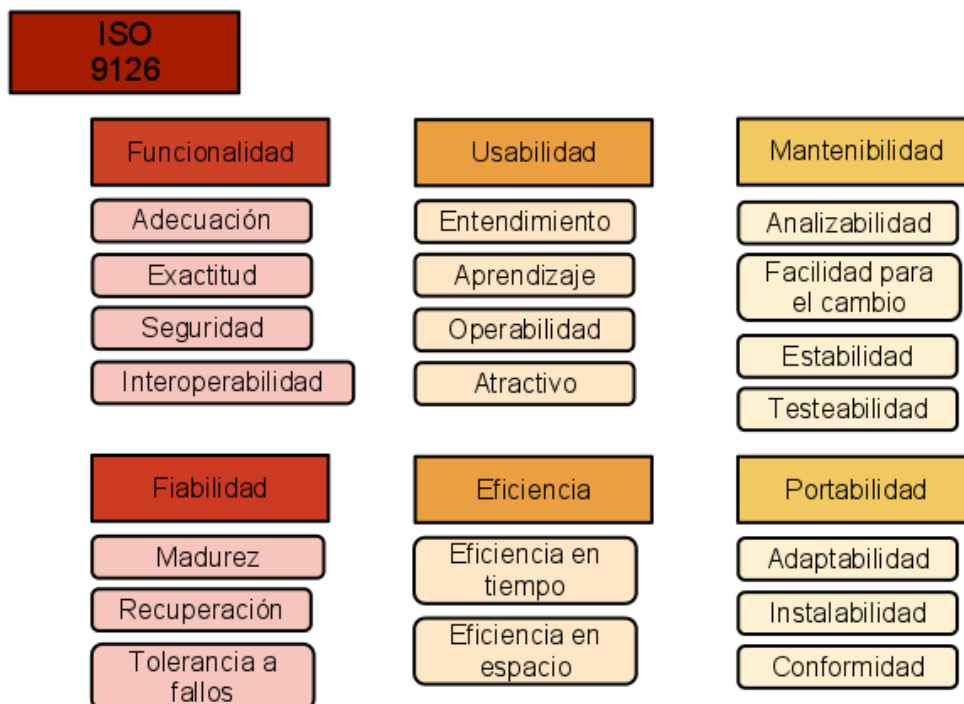 ISO
9126
Funcionalidad
Adecuación
Exactitud
Seguridad
Interoperabilidad
Usabilidad
Entendimiento
Aprendizaje
Operabilidad
Atractivo
Mantenibilidad
Analizabilidad
Facilidad para
el cambio
Estabilidad
Testeabilidad
Fiabilidad
Madurez
Recuperación
Tolerancia a
fallos
Eficiencia
Eficiencia en
tiempo
Eficiencia en
espacio
Portabilidad
Adaptabilidad
Instalabilidad
Conformidad